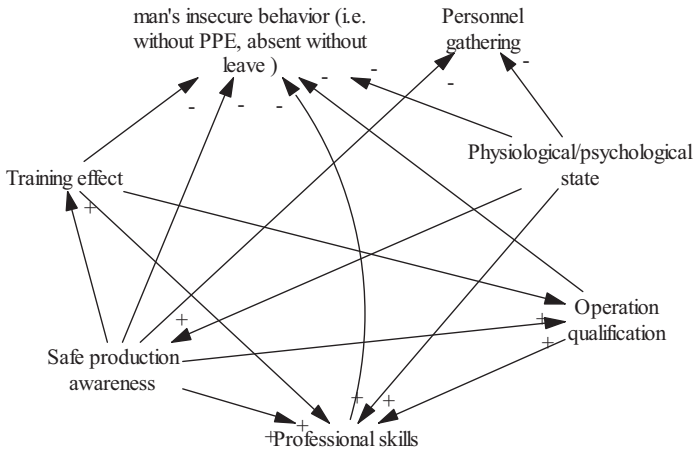 man's insecure behavior (i.e.
without PPE, absent without
leave )
Personnel
gathering
-
-
-
-
-
-
-
Physiological/psychological
state
Training effect
+
Operation
qualification
+
+
+
Safe production
awareness
+
+
+
+
Professional skills